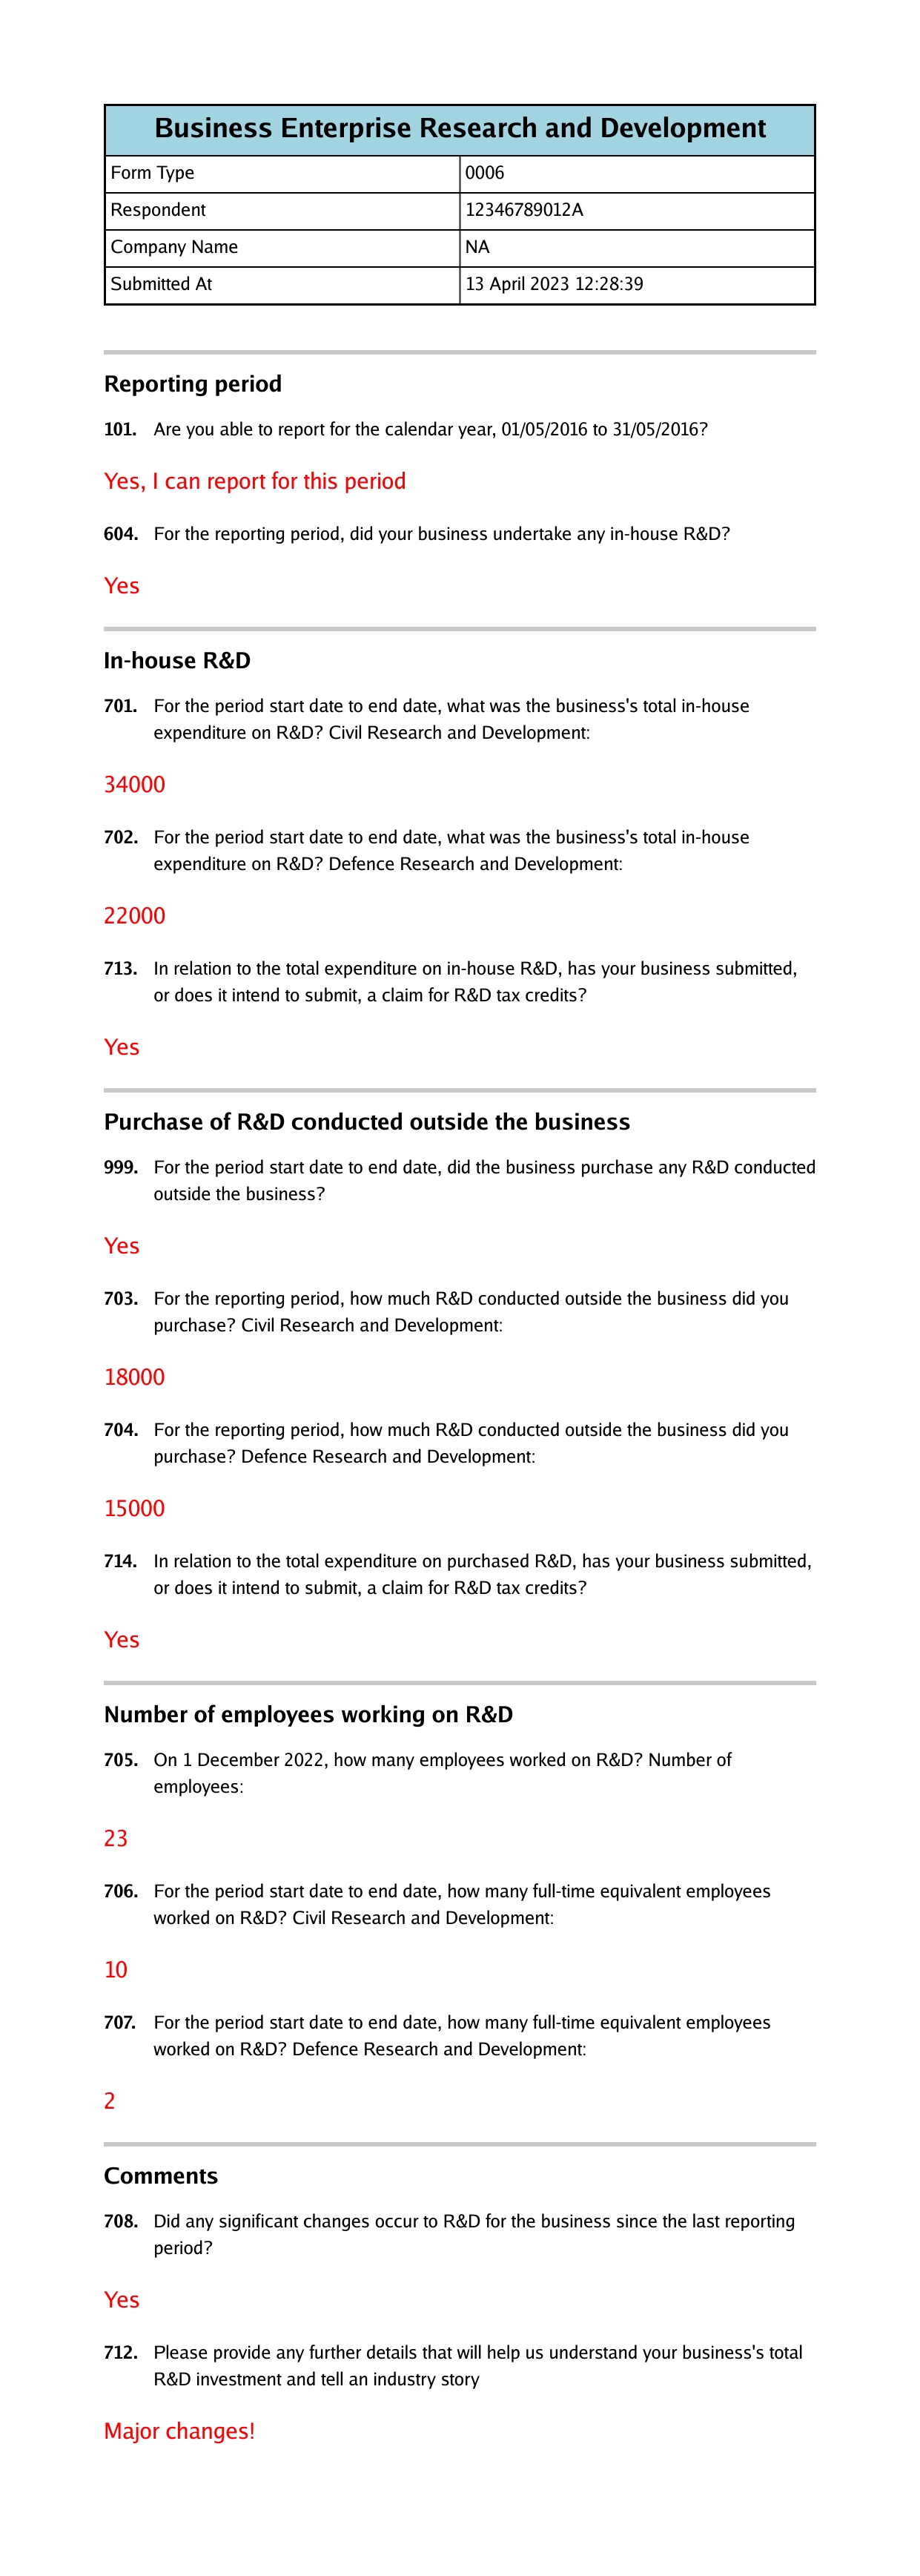 Business Enterprise Research and Development
Form Type 0006
Respondent 12346789012A
Company Name NA
Submitted At 13 April 2023 12:28:39
Reporting period
101. Are you able to report for the calendar year, 01/05/2016 to 31/05/2016?
Yes, I can report for this period
604. For the reporting period, did your business undertake any in-house R&D?
Yes
In-house R&D
701. For the period start date to end date, what was the business's total in-house
expenditure on R&D? Civil Research and Development:
34000
702. For the period start date to end date, what was the business's total in-house
expenditure on R&D? Defence Research and Development:
22000
713. In relation to the total expenditure on in-house R&D, has your business submitted,
or does it intend to submit, a claim for R&D tax credits?
Yes
Purchase of R&D conducted outside the business
999. For the period start date to end date, did the business purchase any R&D conducted
outside the business?
Yes
703. For the reporting period, how much R&D conducted outside the business did you
purchase? Civil Research and Development:
18000
704. For the reporting period, how much R&D conducted outside the business did you
purchase? Defence Research and Development:
15000
714. In relation to the total expenditure on purchased R&D, has your business submitted,
or does it intend to submit, a claim for R&D tax credits?
Yes
Number of employees working on R&D
705. On 1 December 2022, how many employees worked on R&D? Number of
employees:
23
706. For the period start date to end date, how many full-time equivalent employees
worked on R&D? Civil Research and Development:
10
707. For the period start date to end date, how many full-time equivalent employees
worked on R&D? Defence Research and Development:
2
Comments
708. Did any significant changes occur to R&D for the business since the last reporting
period?
Yes
712. Please provide any further details that will help us understand your business's total
R&D investment and tell an industry story
Major changes!